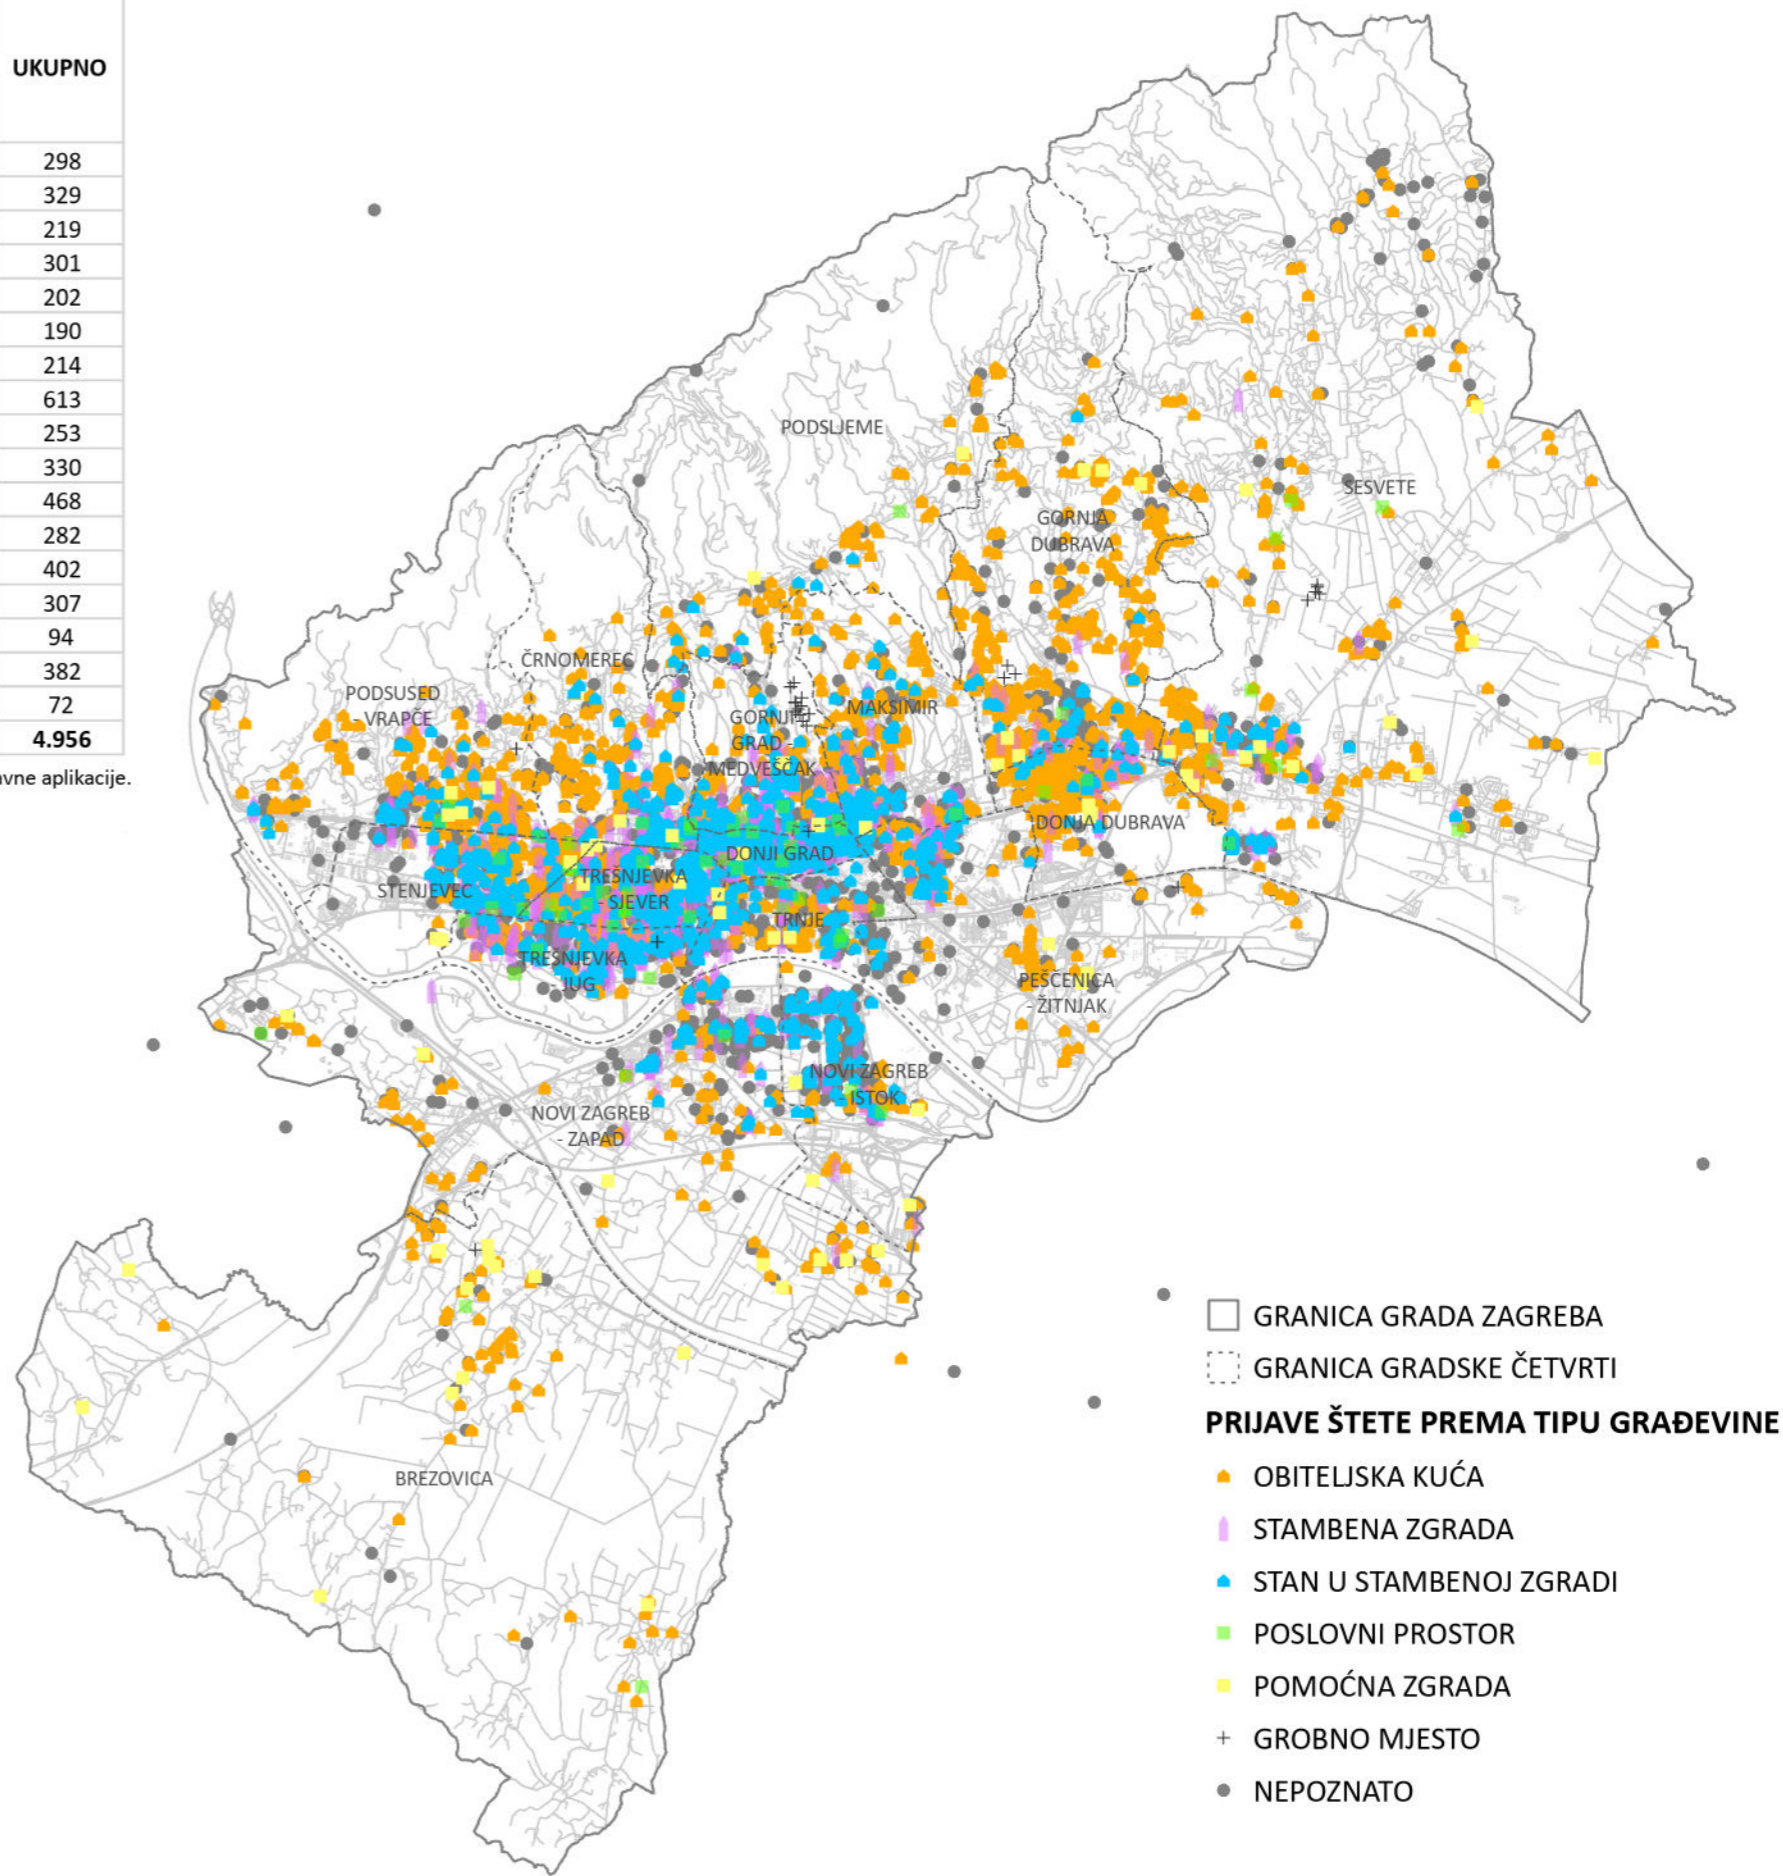 UKUPNO
298
329
219
301
202
190
214
613
253
330
468
282
402
307
94
382
72
4.956
avne aplikacije.
PODSLJEME
SESVETE
GORNJA
DUBRAVA
ČRNOMEREC
PODSUSED
- VRAPČE
MAKSIMIR
GORNJI
GRAD -
MEDVEŠČAK
DONJA DUBRAVA
DONJI GRAD
TREŠNJEVKA
- SJEVER
STENJEVEC
TRNJE
TREŠNJEVKA
- JUG
PEŠČENICA
- ŽITNJAK
NOVI ZAGREB
- ISTOK
NOVI ZAGREB
- ZAPAD
BREZOVICA
GRANICA GRADA ZAGREBA
GRANICA GRADSKE ČETVRTI
PRIJAVE ŠTETE PREMA TIPU GRAĐEVINE
OBITELJSKA KUĆA
STAMBENA ZGRADA
STAN U STAMBENOJ ZGRADI
POSLOVNI PROSTOR
POMOĆNA ZGRADA
GROBNO MJESTO
NEPOZNATO